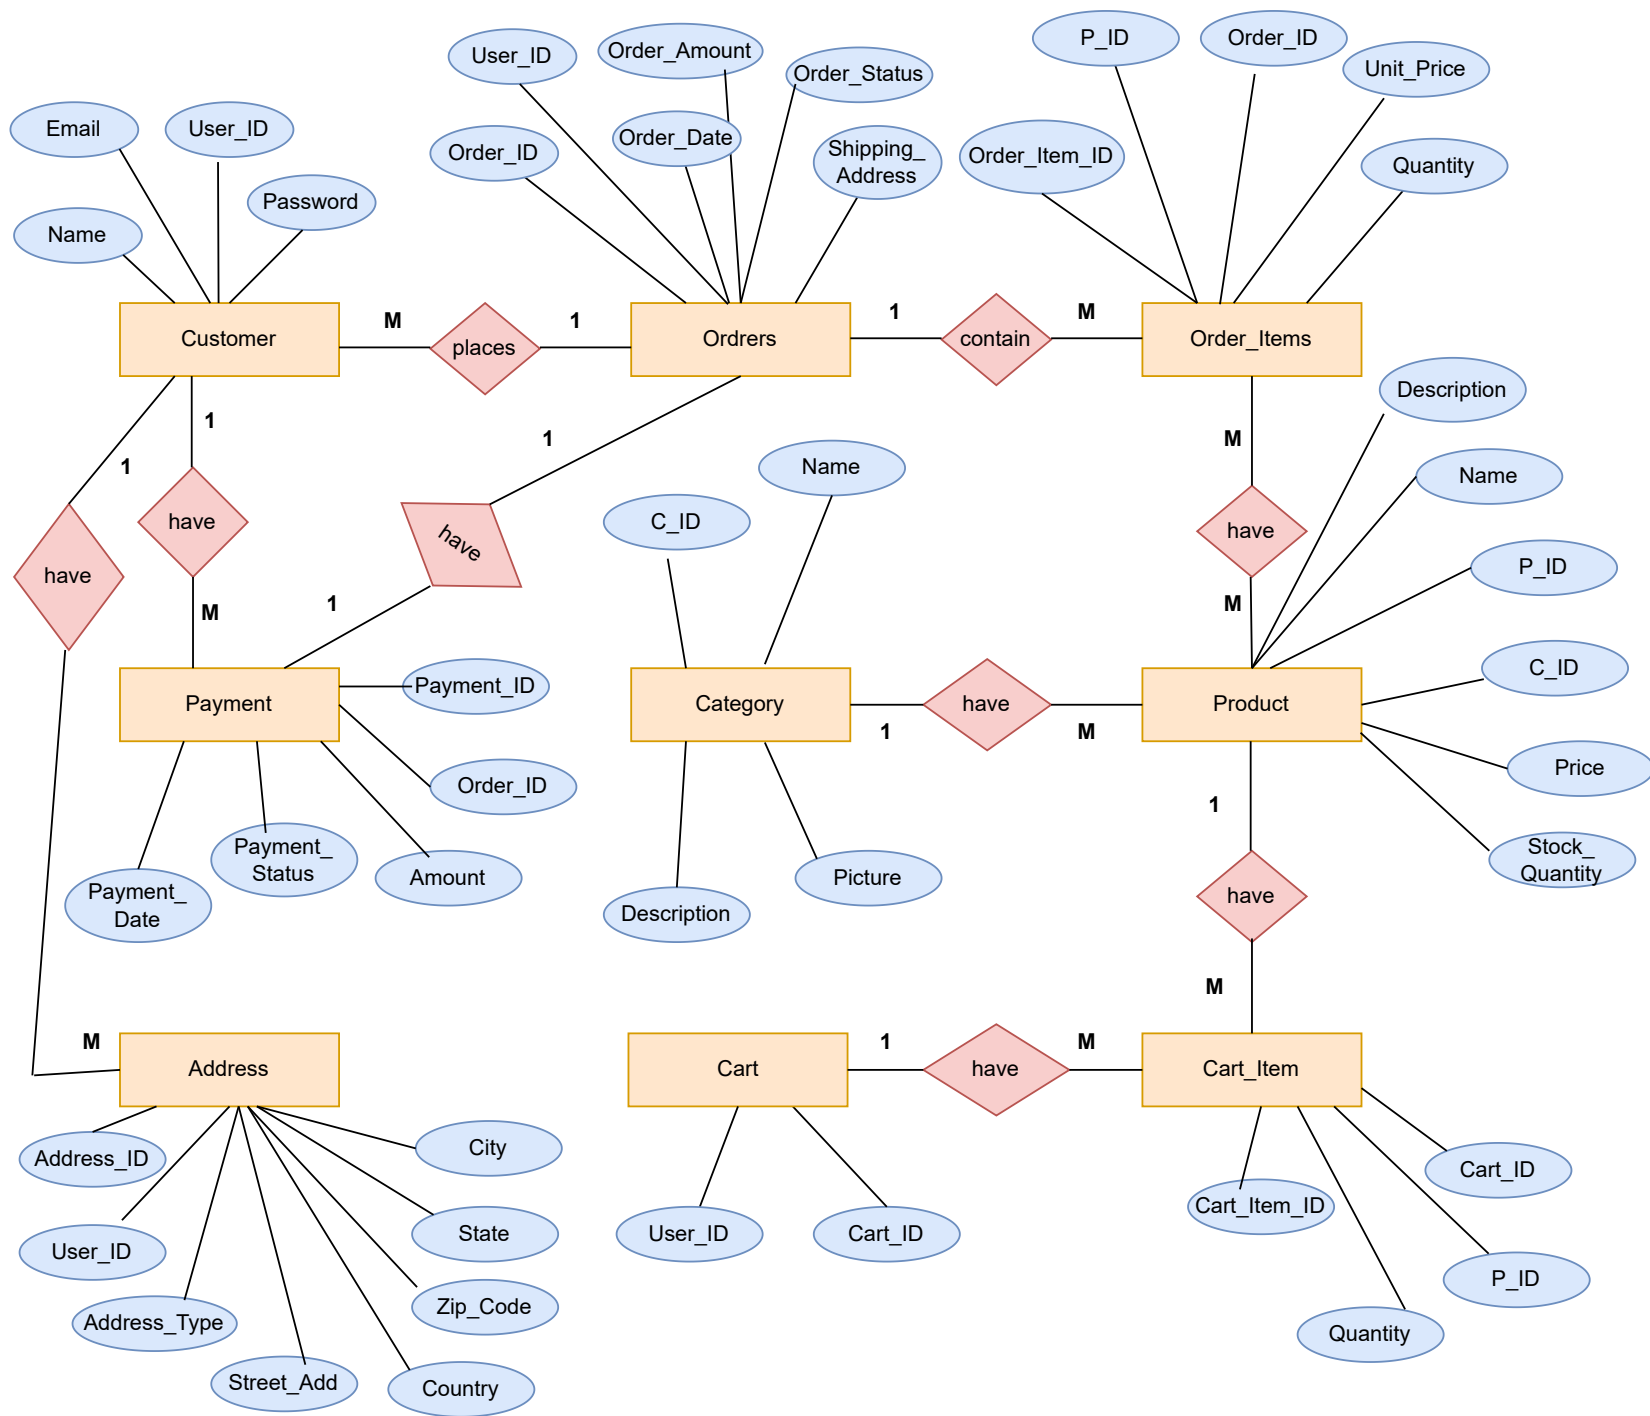 User_ID
Order_Amount
Order_Status
P_ID
Order_ID
Unit_Price
Email
User_ID
Order_ID
Order_Date
Shipping_
Address
Order_Item_ID
Quantity
Name
Password
Customer
M
places
1
Ordrers
1
contain
M
Order_Items
1
1
1
M
Description
Name
have
have
have
C_ID
Name
have
P_ID
M
1
M
C_ID
Payment
Payment_ID
Category
1
have
M
Product
Price
Order_ID
1
Stock_
Quantity
Payment_
Date
Payment_
Status
Amount
Description
Picture
have
M
M
Address
Cart
1
have
M
Cart_Item
Address_ID
City
Cart_ID
User_ID
State
User_ID
Cart_ID
Cart_Item_ID
P_ID
Address_Type
Zip_Code
Quantity
Street_Add
Country